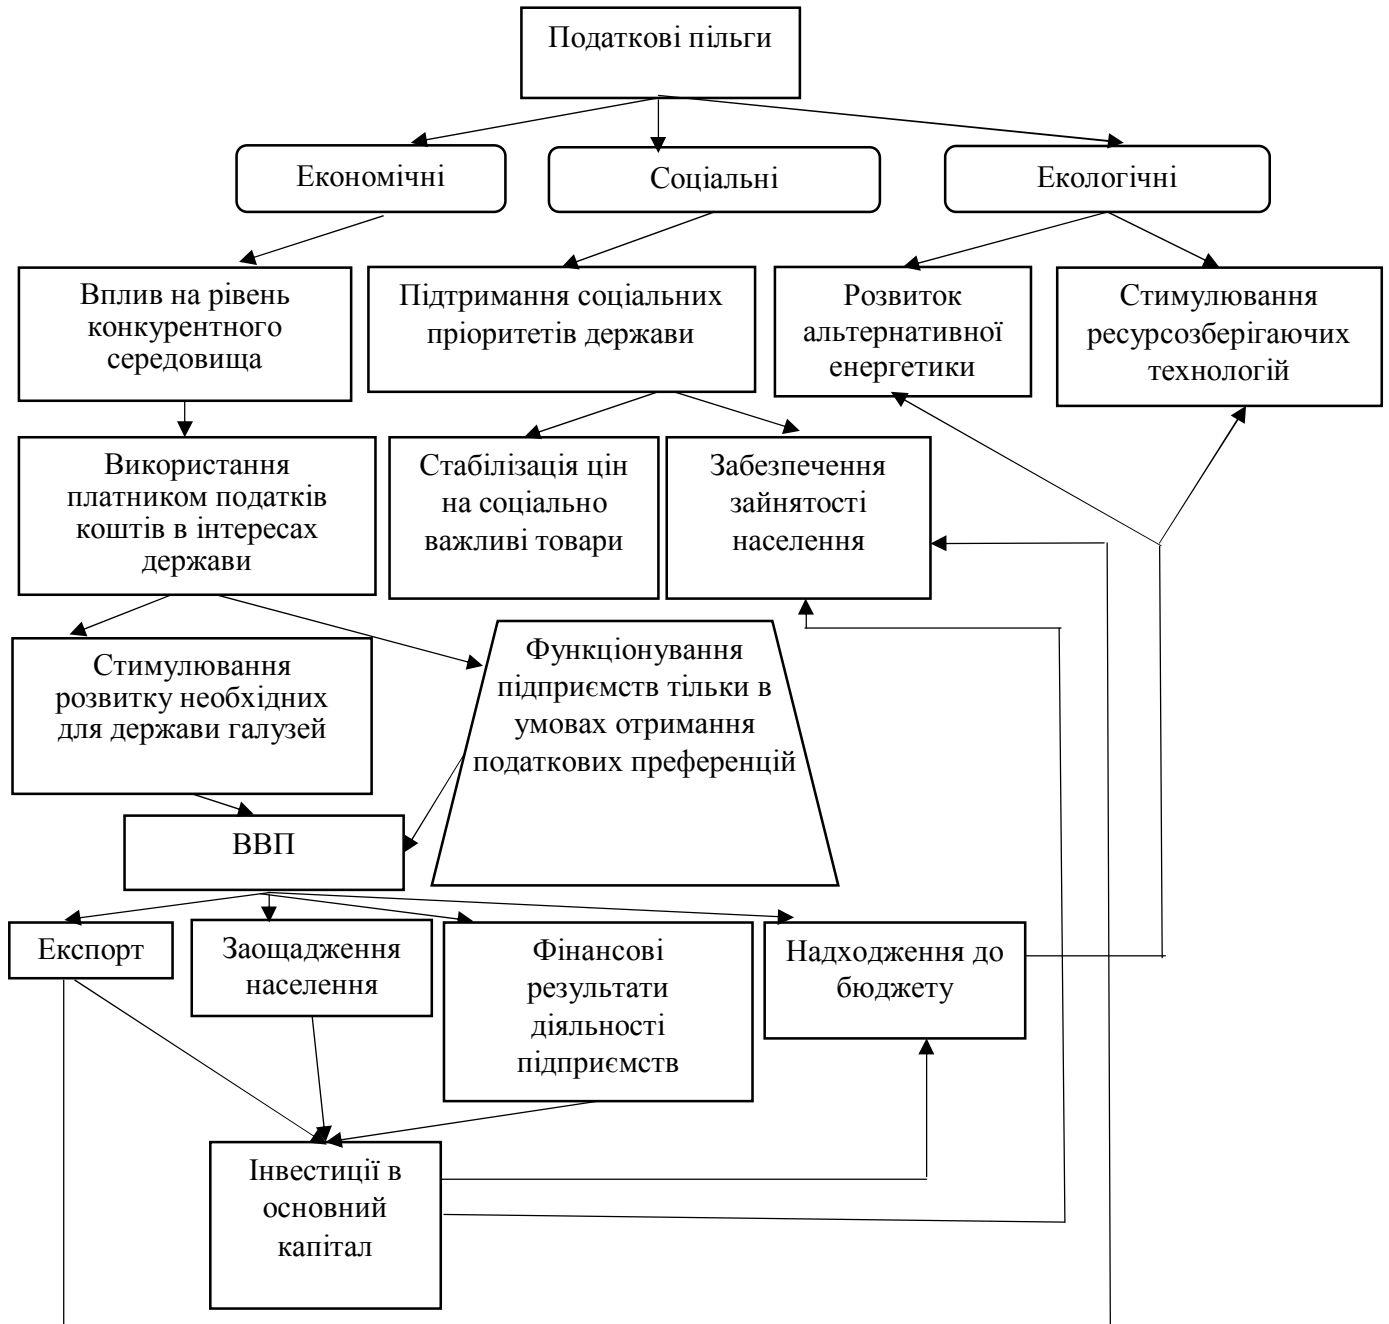 Податкові пільги
Економічні
Соціальні
Екологічні
Вплив на рівень
конкурентного
середовища
Підтримання соціальних
пріоритетів держави
Розвиток
альтернативної
енергетики
Стимулювання
ресурсозберігаючих
технологій
Використання
платником податків
коштів в інтересах
держави
Стабілізація цін
на соціально
важливі товари
Забезпечення
зайнятості
населення
Стимулювання
розвитку необхідних
для держави галузей
Функціонування
підприємств тільки в
умовах отримання
податкових преференцій
ВВП
Експорт
Заощадження
населення
Фінансові
результати
діяльності
підприємств
Надходження до
бюджету
Інвестиції в
основний
капітал